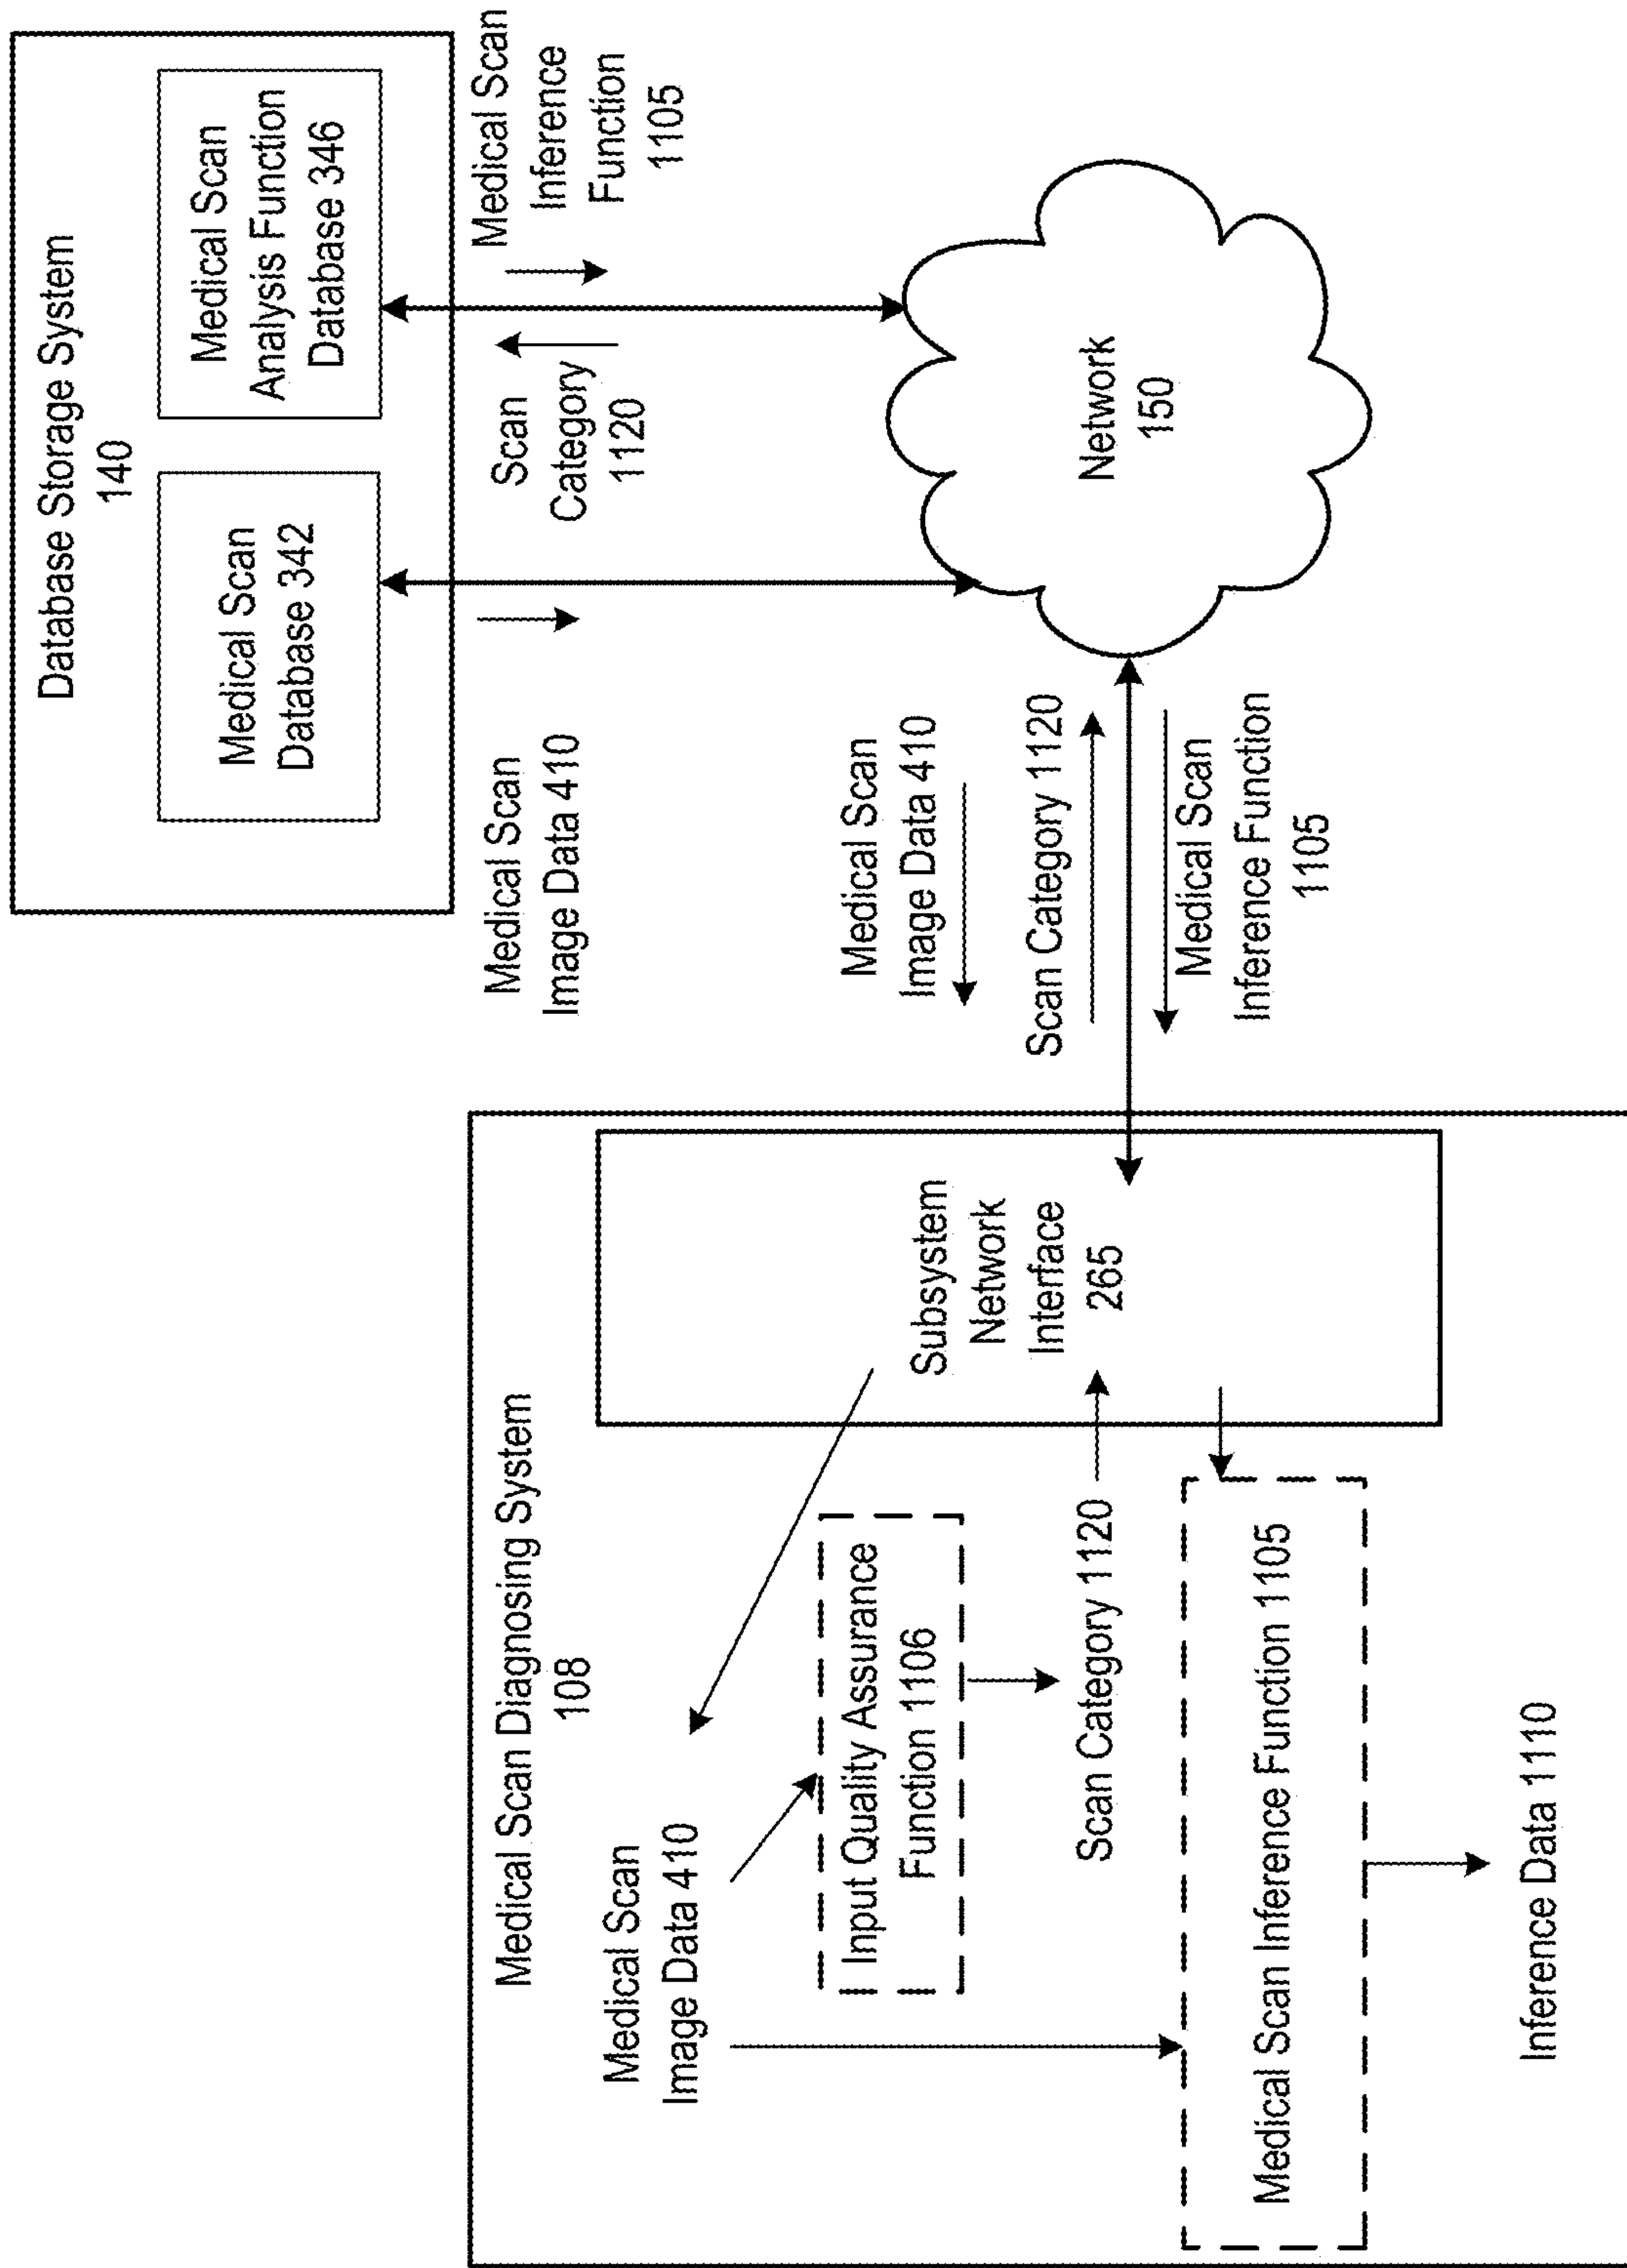 Database Storage System
140
Medical Scan
Database 342
Medical Scan
Analysis Function
Database 346
Medical Scan
Image Data 410
Scan
Category
1120
Medical Scan
Inference
Function
1105
Network
150
Medical Scan
Image Data 410
Scan Category 1120
Medical Scan
Inference Function
1105
Medical Scan Diagnosing System
108
Subsystem
Network
Interface
265
Medical Scan
Image Data 410
Input Quality Assurance
Function 1106
Scan Category 1120
Medical Scan Inference Function 1105
Inference Data 1110